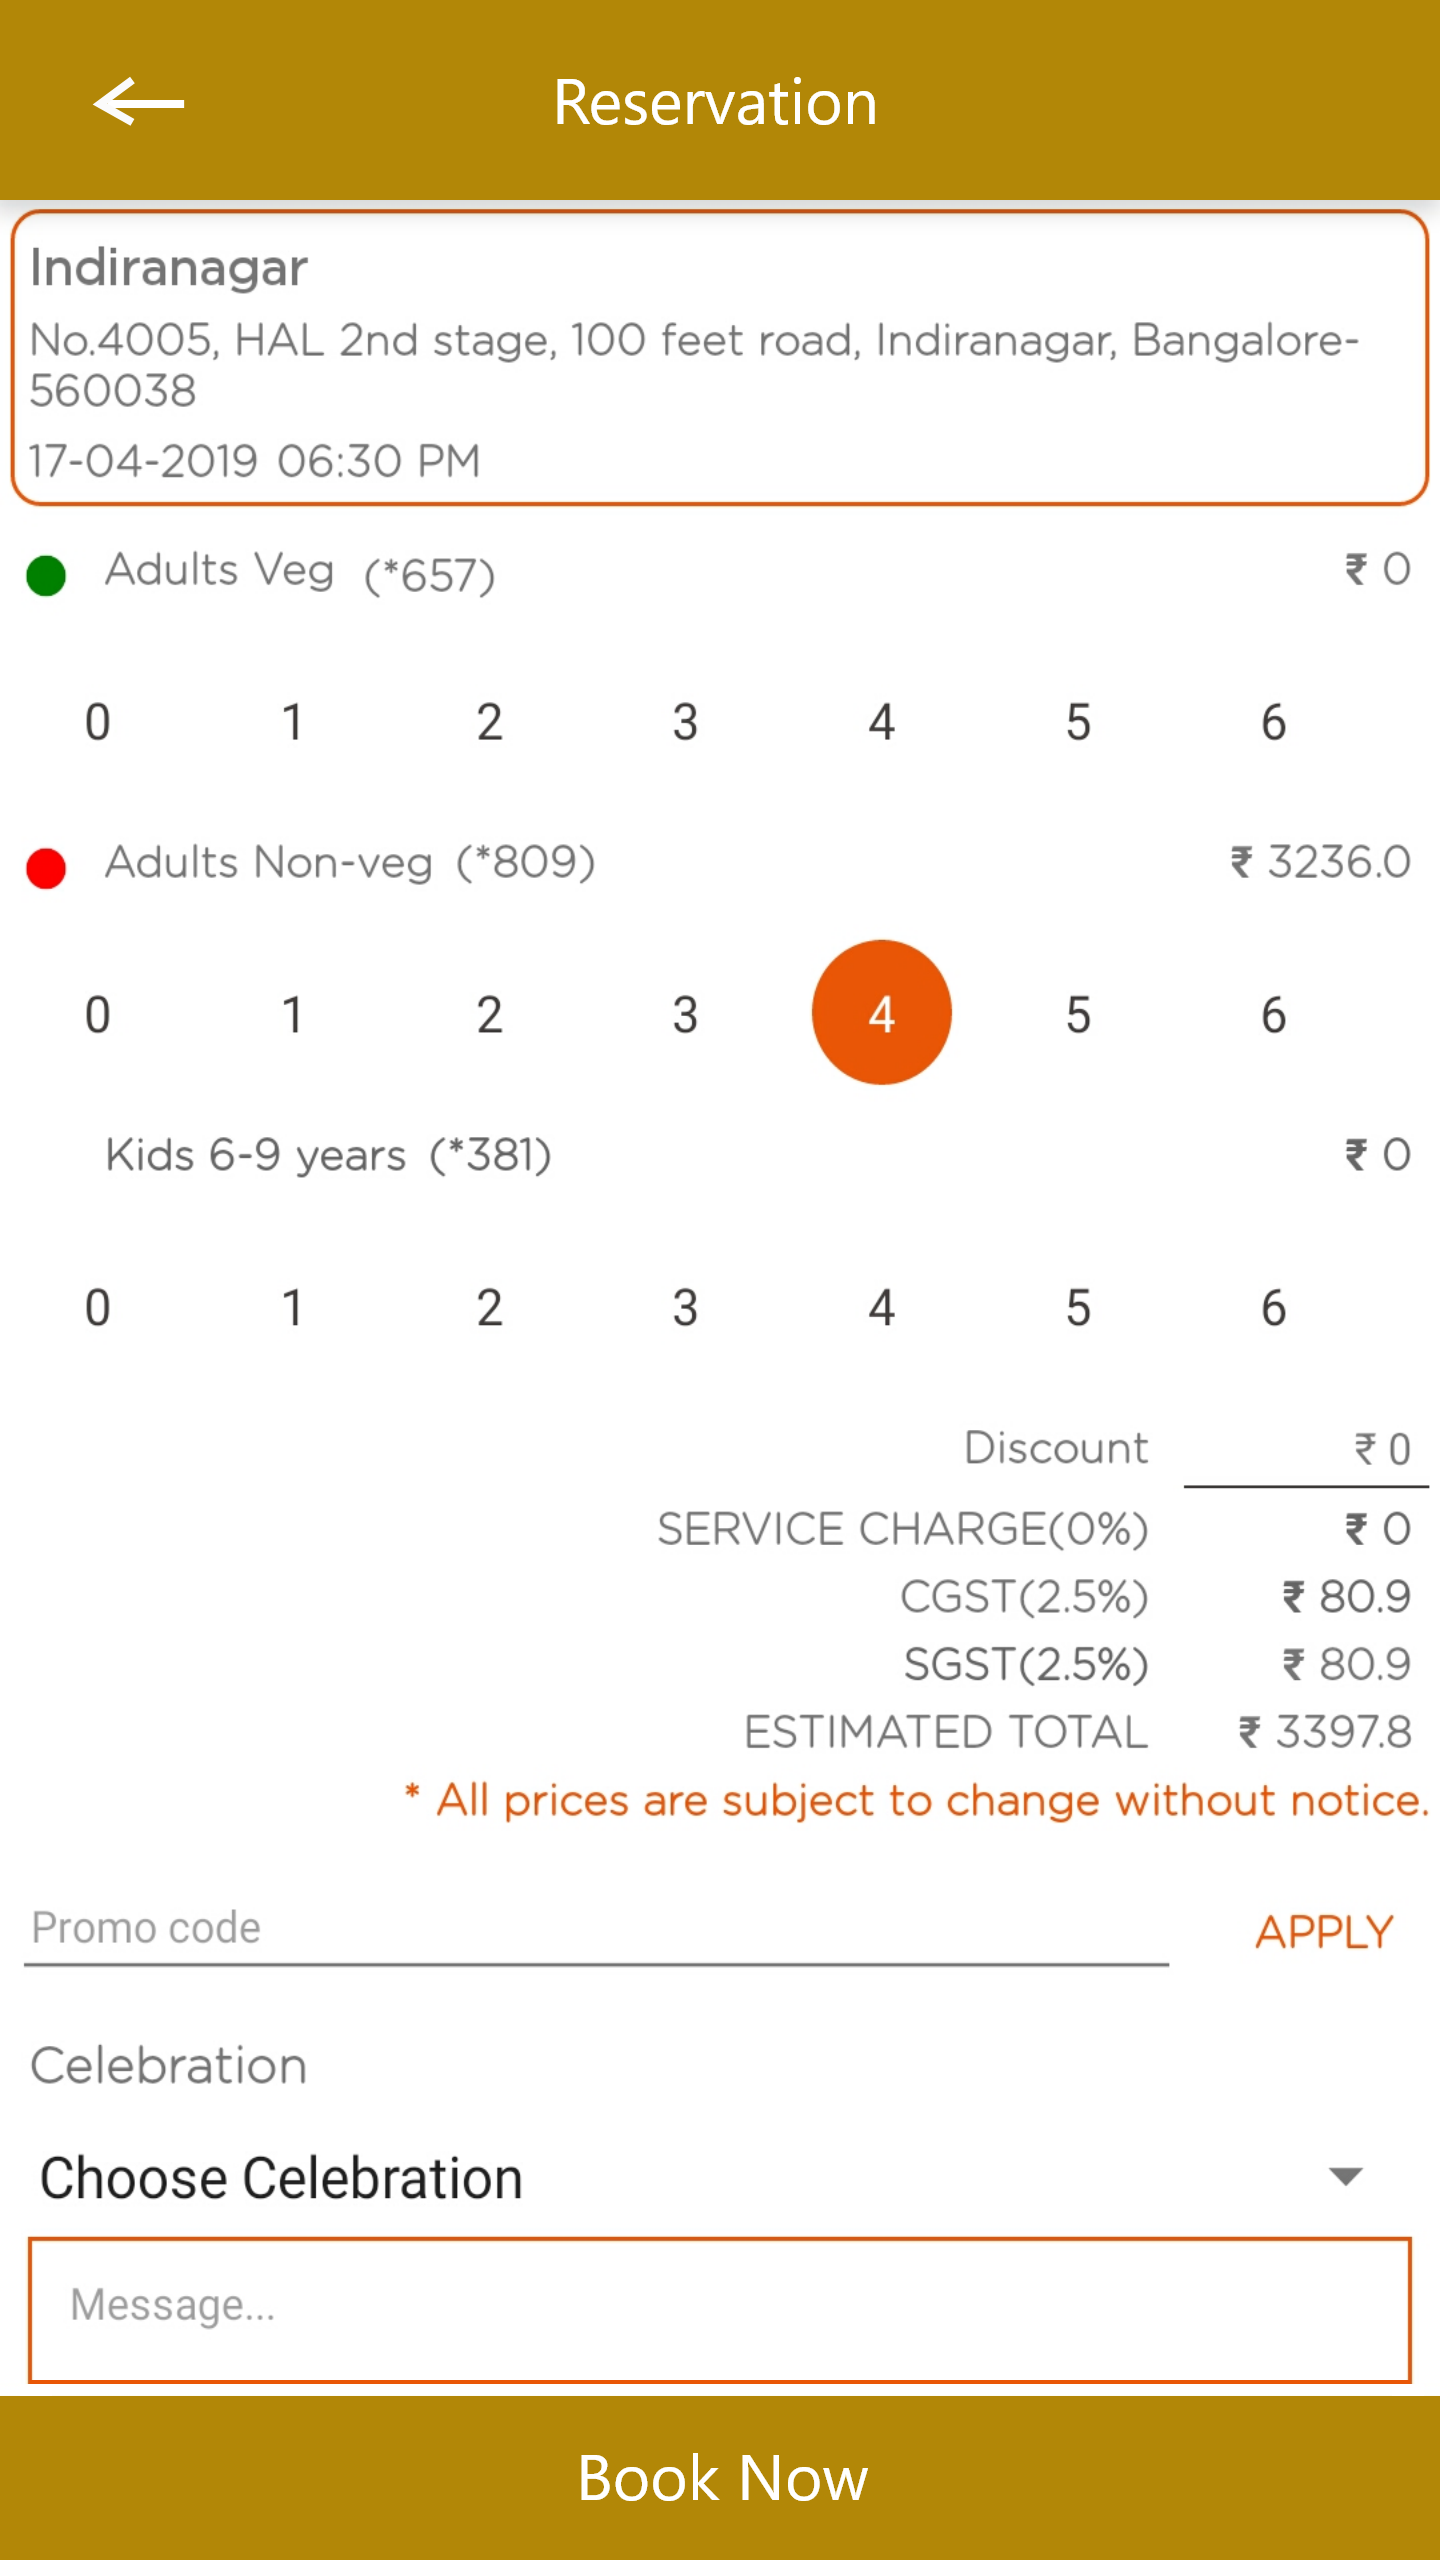 Reservation
Indiranagar
No.4005, HAL 2nd stage, 100 feet road, Indiranagar, Bangalore-
560038
17-04-2019 06:30 PM
Adults Veg (*657) ₹ 0
0 1 2 3 4 5 6
Adults Non-veg (*809) ₹ 3236.0
0 1 2 3 4 5 6
Kids 6-9 years (*381) ₹ 0
0 1 2 3 4 5 6
Discount ₹ 0
SERVICE CHARGE(0%) ₹ 0
CGST(2.5%) ₹ 80.9
SGST(2.5%) ₹ 80.9
ESTIMATED TOTAL ₹ 3397.8
* All prices are subject to change without notice.
Promo code APPLY
Celebration
Choose Celebration
Message...
Book Now